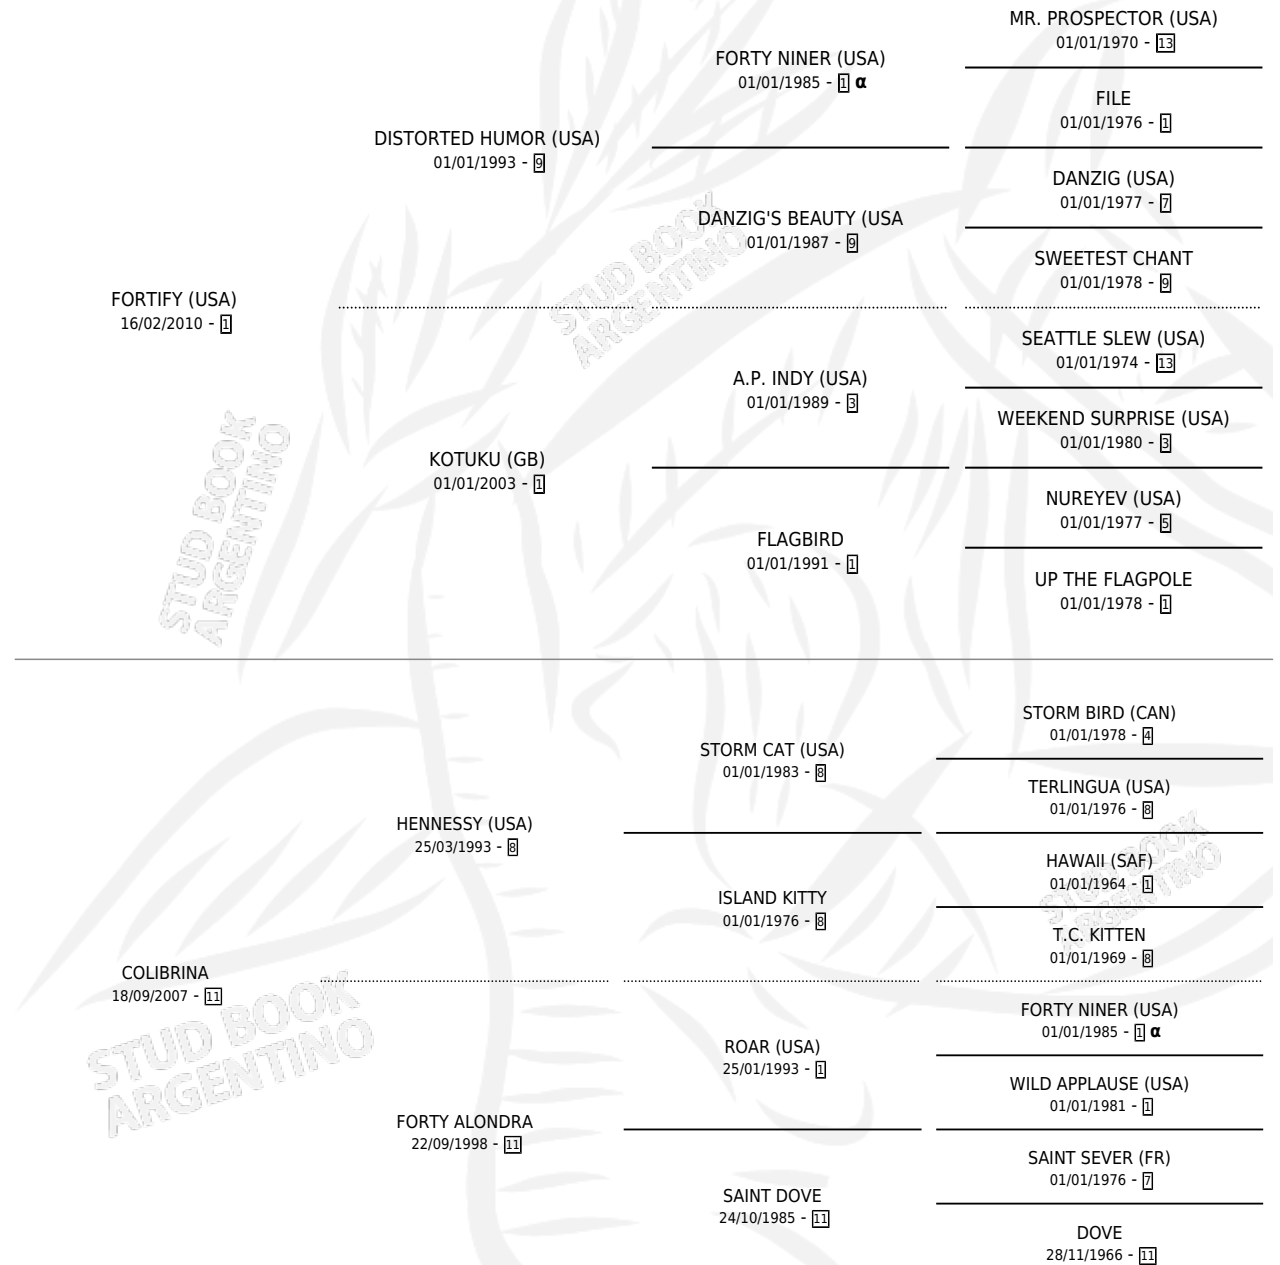 MR. PROSPECTOR (USA)
01/01/1970 - 13
FORTY NINER (USA)
01/01/1985 - 1 α
FILE
01/01/1976 - 1
DISTORTED HUMOR (USA)
01/01/1993 - 9
DANZIG (USA)
01/01/1977 - 7
DANZIG'S BEAUTY (USA
01/01/1987 - 9
SWEETEST CHANT
01/01/1978 - 9
FORTIFY (USA)
16/02/2010 - 1
SEATTLE SLEW (USA)
01/01/1974 - 13
A.P. INDY (USA)
01/01/1989 - 3
WEEKEND SURPRISE (USA)
01/01/1980 - 3
KOTUKU (GB)
01/01/2003 - 1
NUREYEV (USA)
01/01/1977 - 5
FLAGBIRD
01/01/1991 - 1
UP THE FLAGPOLE
01/01/1978 - 1
STORM BIRD (CAN)
01/01/1978 - 4
STORM CAT (USA)
01/01/1983 - 8
TERLINGUA (USA)
01/01/1976 - 8
HENNESSY (USA)
25/03/1993 - 8
HAWAII (SAF)
01/01/1964 - 1
ISLAND KITTY
01/01/1976 - 8
T.C. KITTEN
01/01/1969 - 8
COLIBRINA
18/09/2007 - 11
FORTY NINER (USA)
01/01/1985 - 1 α
ROAR (USA)
25/01/1993 - 1
WILD APPLAUSE (USA)
01/01/1981 - 1
FORTY ALONDRA
22/09/1998 - 11
SAINT SEVER (FR)
01/01/1976 - 7
SAINT DOVE
24/10/1985 - 11
DOVE
28/11/1966 - 11
STUD BOOK
ARGENTINO
STUD BOOK
ARGENTINO
STUD BOOK
ARGENTINO
STUD BOOK
ARGENTINO